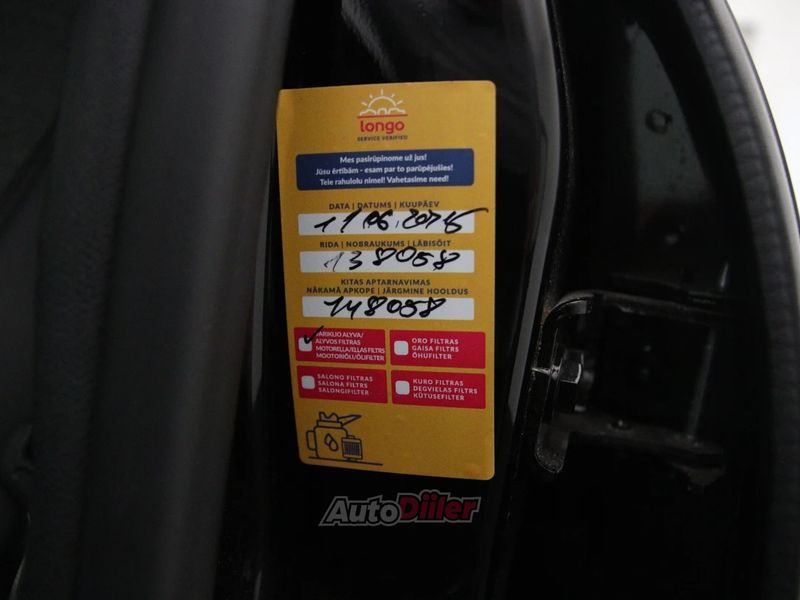 longo
SERVICE VERIFIED
Mes pasirūpinome už jus!
Jūsu ērtībām - esam par to parūpējušies!
Teie rahulolu nimel! Vahetasime need!
DATA | DATUMS | KUUPÄEV
RIDA | NOBRAUKUMS | LÄBISÕIT
138058
KITAS APTARNAVIMAS
NĀKAMĀ APKOPE | JÄRGMINE HOOLDUS
148058
VARIKLIO ALYVA/
ALYVOS FILTRAS
MOTOREĻĻA/EĻĻAS FILTRS
MOOTORIÕLI/ÕLIFILTER
ORO FILTRAS
GAISA FILTRS
ÕHUFILTER
SALONO FILTRAS
SALONA FILTRS
SALONGIFILTER
KURO FILTRAS
DEGVIELAS FILTRS
KÜTUSEFILTER
AutoDiiler